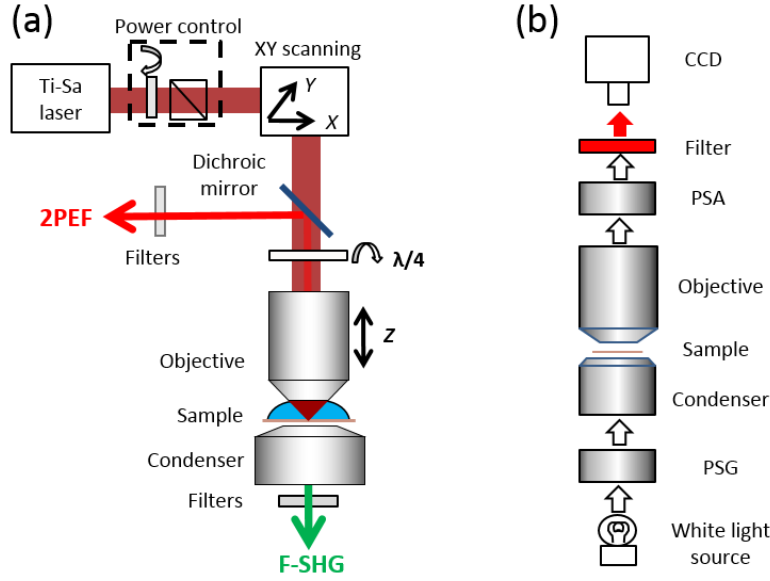 (a)
Power control
XY scanning
Ti-Sa
laser
Y
X
Dichroic
mirror
2PEF
Filters
λ/4
Z
Objective
Sample
Condenser
Filters
F-SHG
(b)
CCD
Filter
PSA
Objective
Sample
Condenser
PSG
White light
source